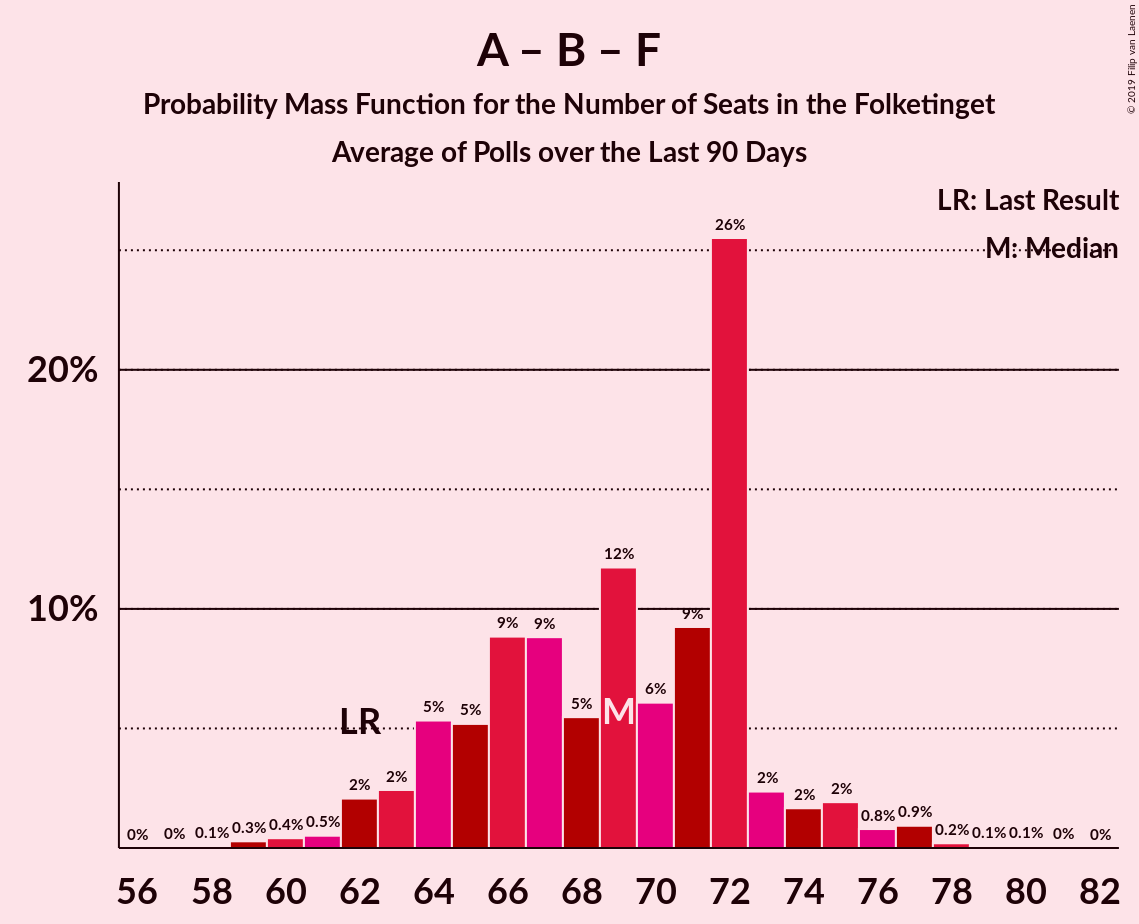 A – B – F
Probability Mass Function for the Number of Seats in the Folketinget
Average of Polls over the Last 90 Days
© 2019 Filip van Laenen
LR: Last Result
M: Median
20%
10%
0% 0% 0.1% 0.3% 0.4% 0.5% 2% 2% 5% 5% 9% 9% 5% 12% 6% 9% 26% 2% 2% 2% 0.8% 0.9% 0.2% 0.1% 0.1% 0% 0%
LR
M
56 58 60 62 64 66 68 70 72 74 76 78 80 82